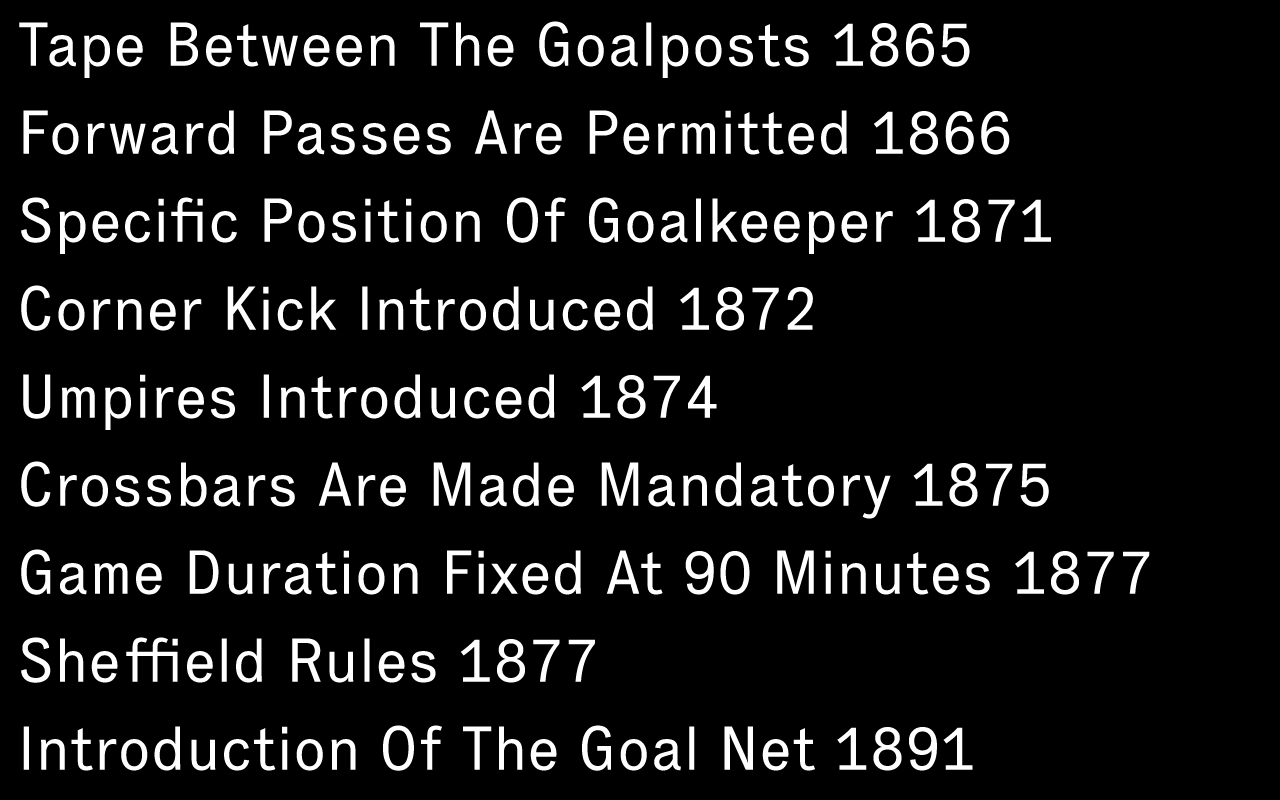 Tape Between The Goalposts 1865
Forward Passes Are Permitted 1866
Specific Position Of Goalkeeper 1871
Corner Kick Introduced 1872
Umpires Introduced 1874
Crossbars Are Made Mandatory 1875
Game Duration Fixed At 90 Minutes 1877
Sheffield Rules 1877
Introduction Of The Goal Net 1891